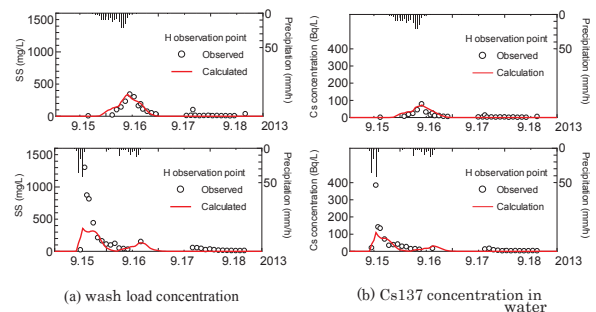 1500
1000
500
0
SS (mg/L)
H observation point
Observed
Calculated
0
50
Precipitation (mm/h)
9.15 9.16 9.17 9.18 2013
400
300
200
100
0
Cs concentration (Bq/L)
H observation point
Observed
Calculation
0
50
Precipitation (mm/h)
9.15 9.16 9.17 9.18 2013
1500
1000
500
0
SS (mg/L)
H observation point
Observed
Calculated
0
50
Precipitation (mm/h)
9.15 9.16 9.17 9.18 2013
400
300
200
100
0
Cs concentration (Bq/L)
H observation point
Observed
Calculation
0
50
Precipitation (mm/h)
9.15 9.16 9.17 9.18 2013
(a) wash load concentration
(b) Cs137 concentration in
water